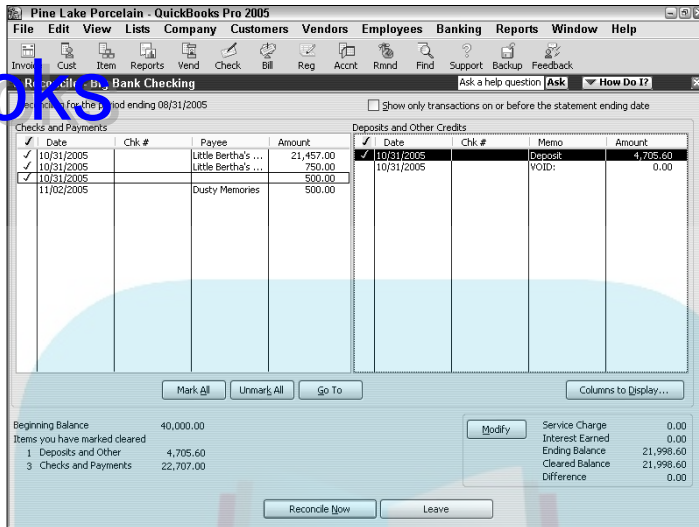 Pine Lake Porcelain - QuickBooks Pro 2005
File Edit View Lists Company Customers Vendors Employees Banking Reports Window Help
Invoice Cust Item Reports Vend Check Bill Reg Accnt Rmnd Find Support Backup Feedback
oks
Reconcile - Big Bank Checking Ask a help question Ask How Do I?
Reconciling for the period ending 08/31/2005 Show only transactions on or before the statement ending date
Checks and Payments Deposits and Other Credits
✓ Date Chk # Payee Amount ✓ Date Chk # Memo Amount
✓ 10/31/2005 Little Bertha's ... 21,457.00 ✓ 10/31/2005 Deposit 4,705.60
✓ 10/31/2005 Little Bertha's ... 750.00 10/31/2005 VOID: 0.00
✓ 10/31/2005 500.00
11/02/2005 Dusty Memories 500.00
Mark All Unmark All Go To Columns to Display...
Beginning Balance 40,000.00 Modify Service Charge 0.00
Items you have marked cleared Interest Earned 0.00
1 Deposits and Other 4,705.60 Ending Balance 21,998.60
3 Checks and Payments 22,707.00 Cleared Balance 21,998.60
Difference 0.00
Reconcile Now Leave